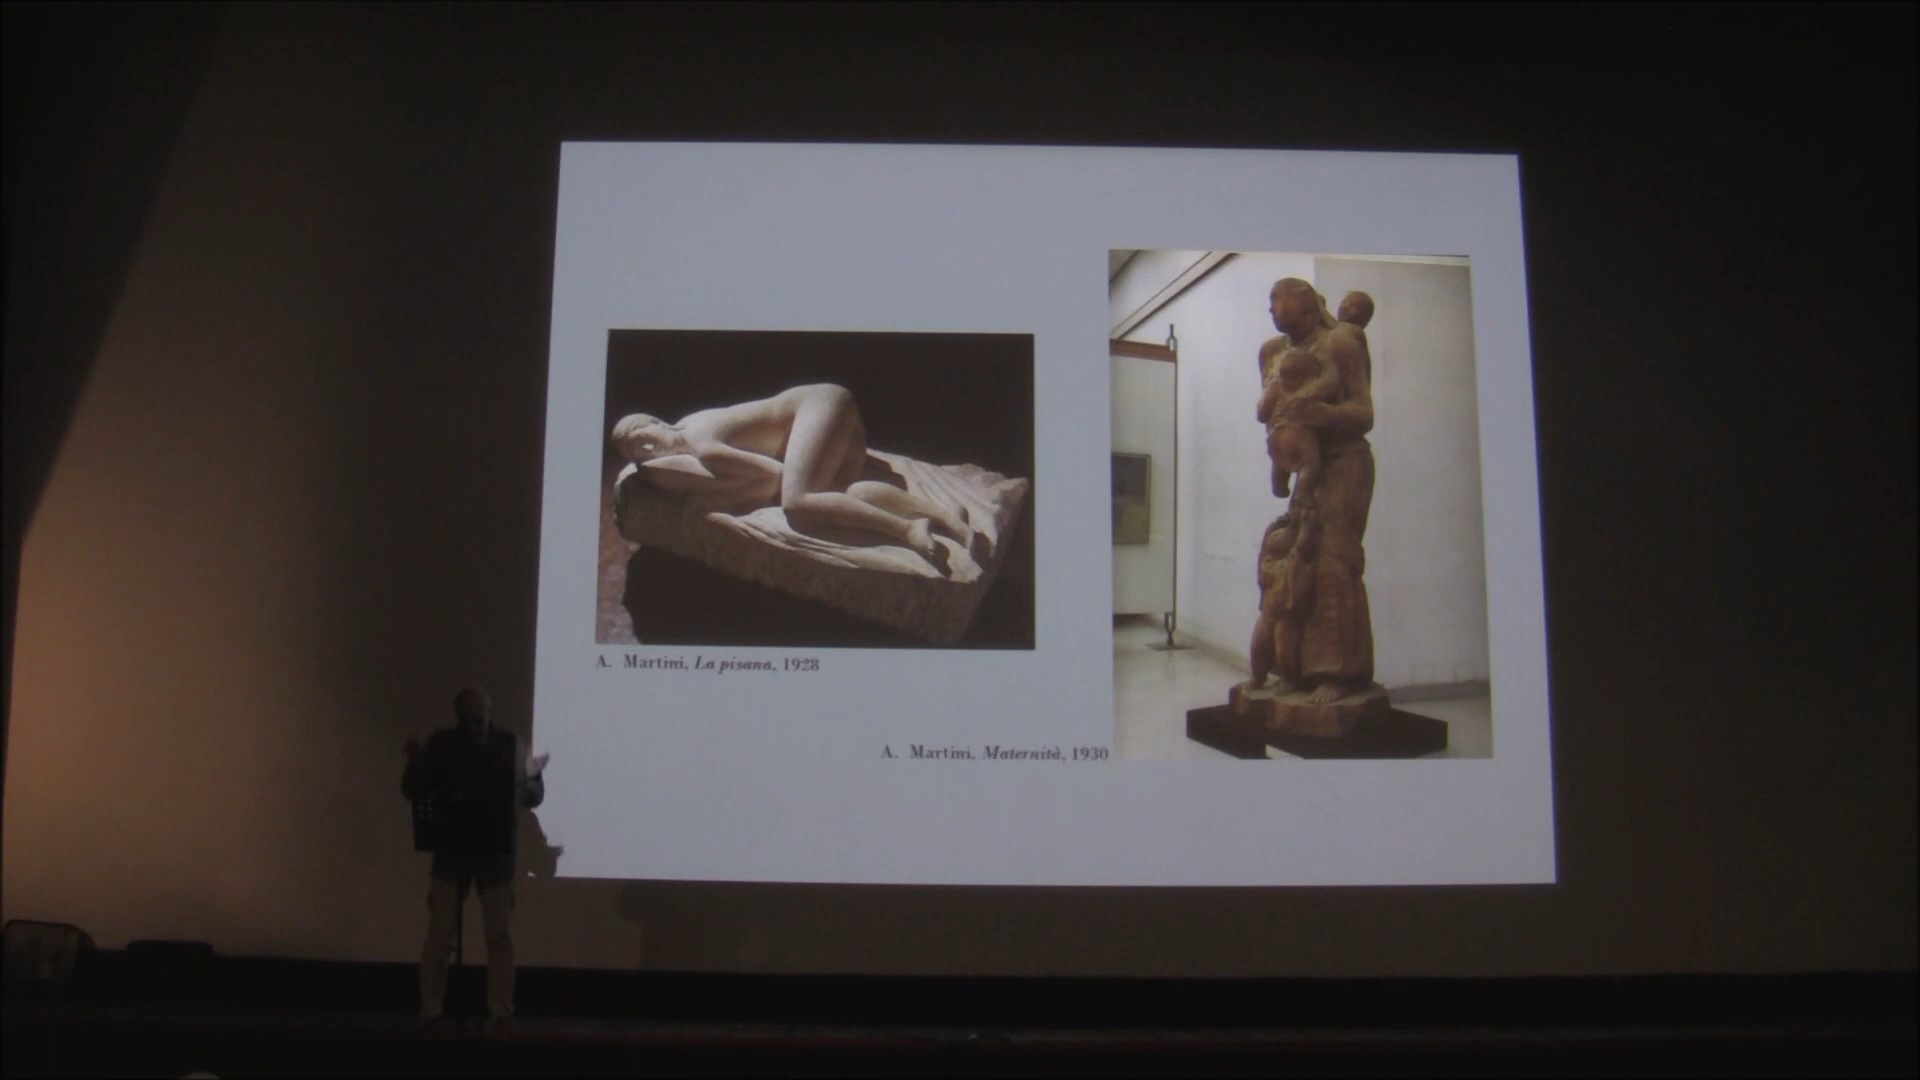 A. Martini, La pisana, 1928
A. Martini, Maternità, 1930